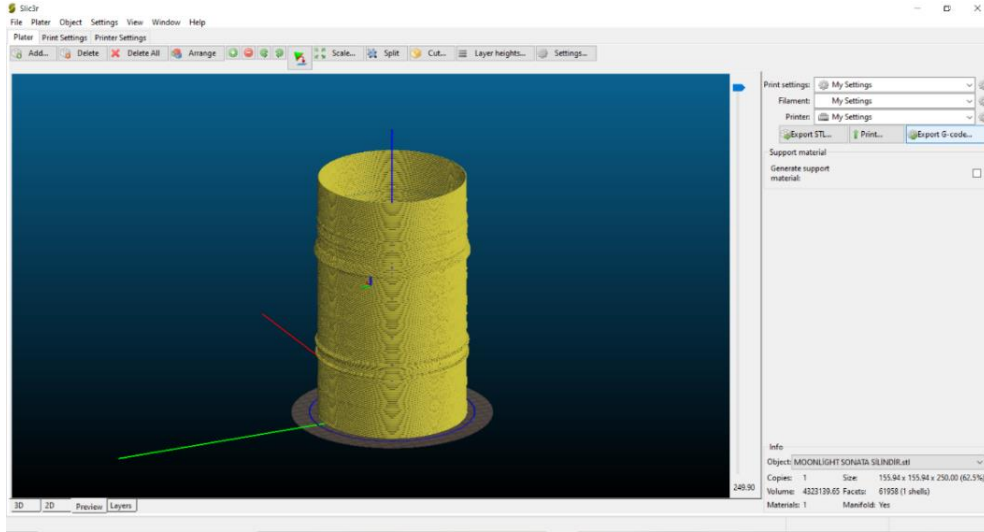 Slic3r
File Plater Object Settings View Window Help
Plater Print Settings Printer Settings
Add... Delete Delete All Arrange Scale... Split Cut... Layer heights... Settings...
Print settings: My Settings
Filament: My Settings
Printer: My Settings
Export STL... Print... Export G-code...
Support material
Generate support
material:
Info
Object: MOONLIGHT SONATA SİLİNDİR.stl
Copies: 1 Size: 155.94 x 155.94 x 250.00 (62.5%)
Volume: 4323139.65 Facets: 61958 (1 shells)
Materials: 1 Manifold: Yes
249.90
3D 2D Preview Layers